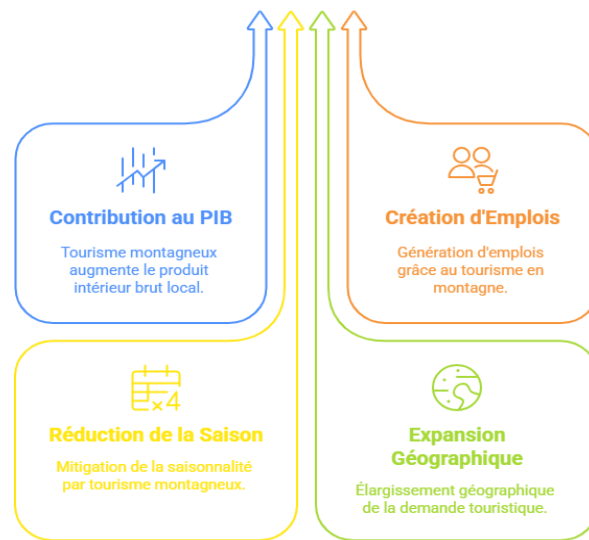 Contribution au PIB
Tourisme montagneux
augmente le produit
intérieur brut local.
Création d'Emplois
Génération d'emplois
grâce au tourisme en
montagne.
×4
Réduction de la Saison
Mitigation de la saisonnalité
par tourisme montagneux.
Expansion
Géographique
Élargissement géographique
de la demande touristique.